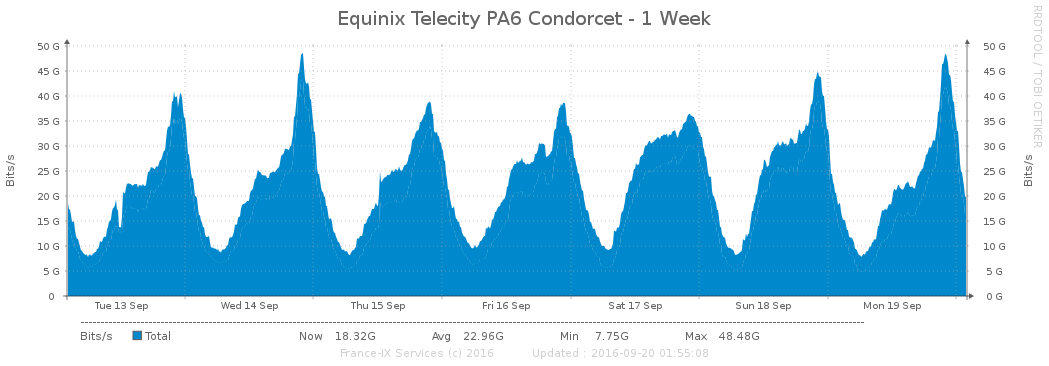 Equinix Telecity PA6 Condorcet - 1 Week
RRDTOOL / TOBI OETIKER
Bits/s
50 G 50 G
45 G 45 G
40 G 40 G
35 G 35 G
30 G 30 G
25 G 25 G
20 G 20 G
15 G 15 G
10 G 10 G
5 G 5 G
0 0 G
Bits/s
Tue 13 Sep Wed 14 Sep Thu 15 Sep Fri 16 Sep Sat 17 Sep Sun 18 Sep Mon 19 Sep
Bits/s Total Now 18.32G Avg 22.96G Min 7.75G Max 48.48G
France-IX Services (c) 2016 Updated : 2016-09-20 01:55:08